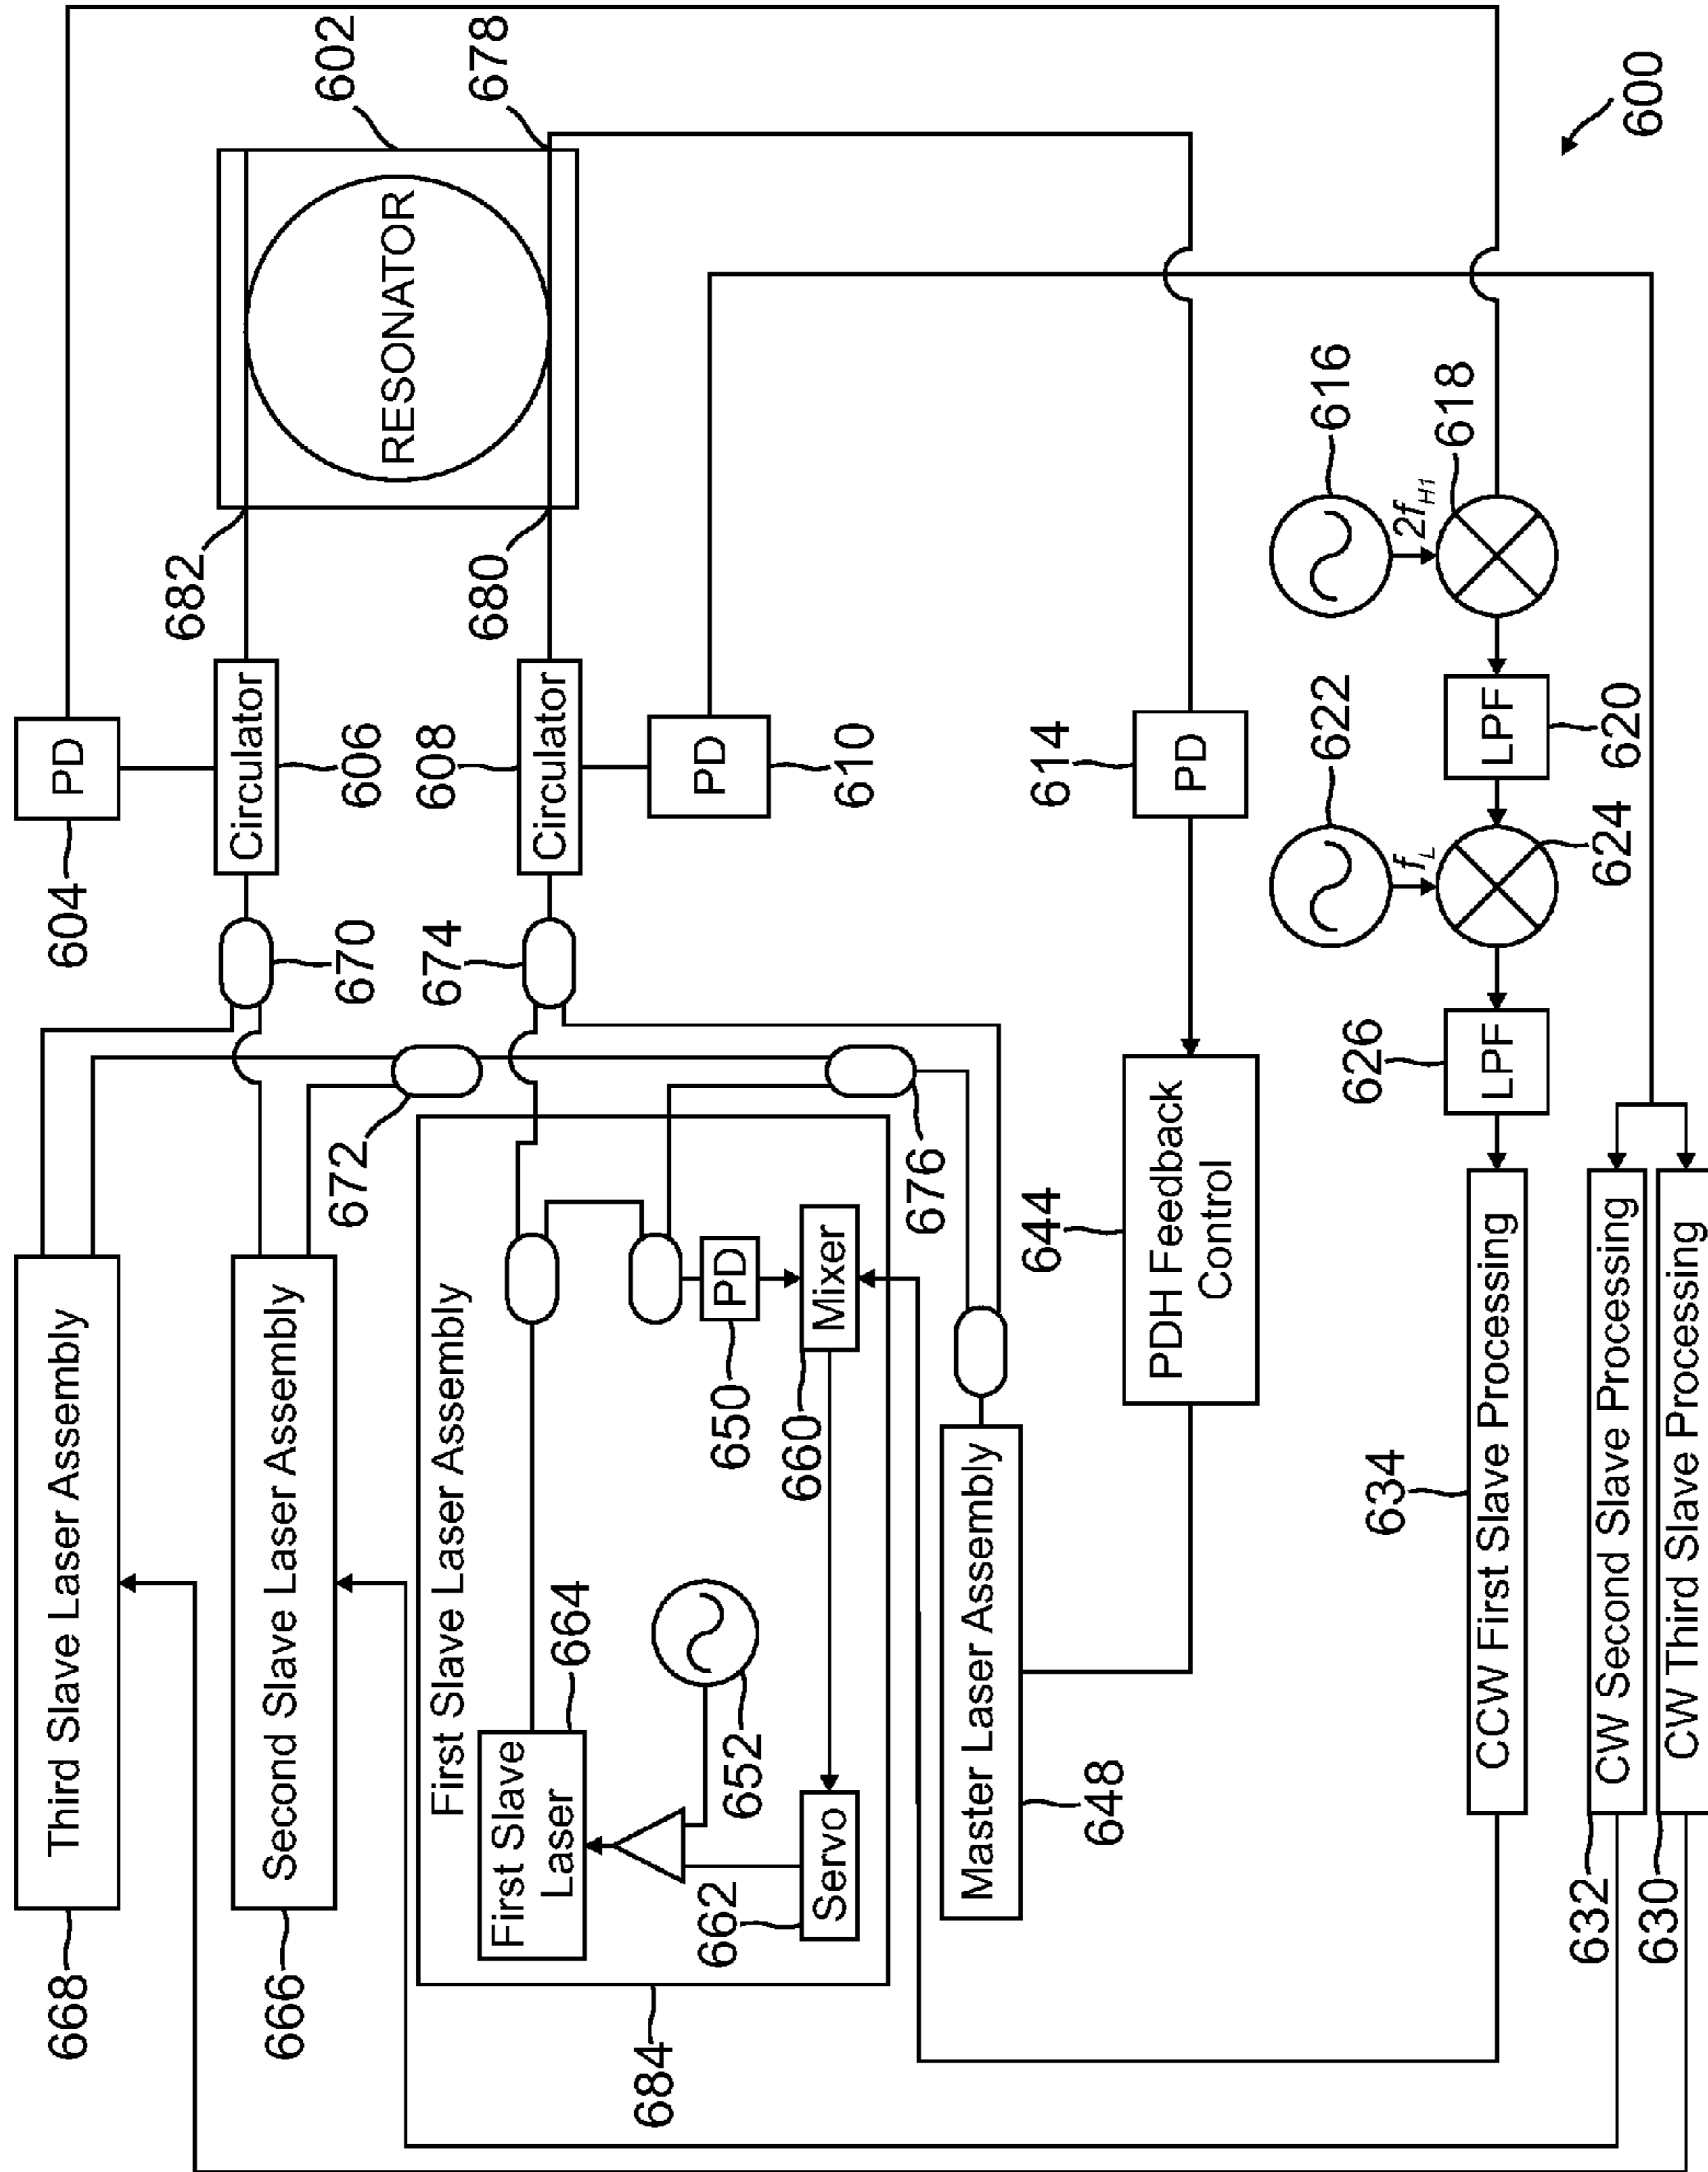 Third Slave Laser Assembly
668
Second Slave Laser Assembly
666
First Slave Laser Assembly
First Slave
Laser
664
652
Servo
662
684
PD
650
Mixer
660
Master Laser Assembly
648
672
676
670
674
PD
604
Circulator
606
Circulator
608
PD
610
682
680
RESONATOR
602
678
PD
614
PDH Feedback
Control
644
616
2fH1
618
LPF
620
622
fL
624
LPF
626
CCW First Slave Processing
634
CW Second Slave Processing
632
CW Third Slave Processing
630
600